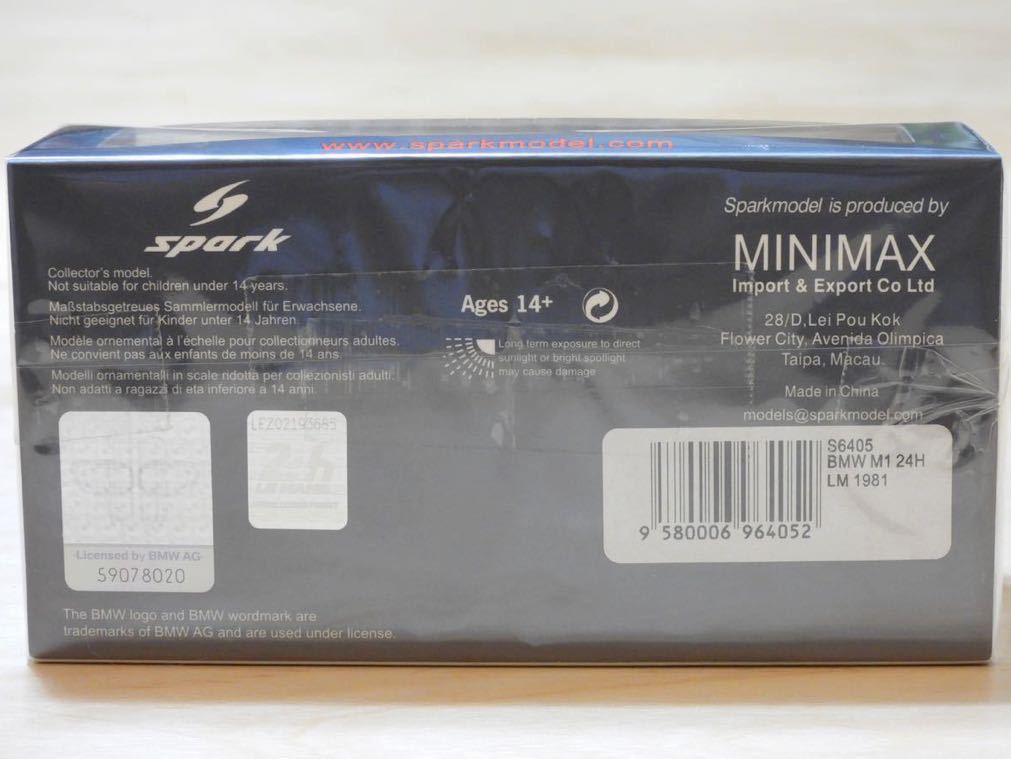 www.sparkmodel.com
spark
Collector's model.
Not suitable for children under 14 years.
Maßstabsgetreues Sammlermodell für Erwachsene.
Nicht geeignet für Kinder unter 14 Jahren.
Modèle ornemental à l'échelle pour collectionneurs adultes.
Ne convient pas aux enfants de moins de 14 ans.
Modelli ornamentali in scale ridotta per collezionisti adulti.
Non adatti a ragazzi di eta inferiore a 14 anni.
Ages 14+
Long term exposure to direct
sunlight or bright spotlight
may cause damage
Sparkmodel is produced by
MINIMAX
Import & Export Co Ltd
28/D,Lei Pou Kok
Flower City, Avenida Olimpica
Taipa, Macau.
Made in China
models@sparkmodel.com
LEZ02193685
24h
LE MANS
Licensed by BMW AG
59078020
S6405
BMW M1 24H
LM 1981
9 580006 964052
The BMW logo and BMW wordmark are
trademarks of BMW AG and are used under license.